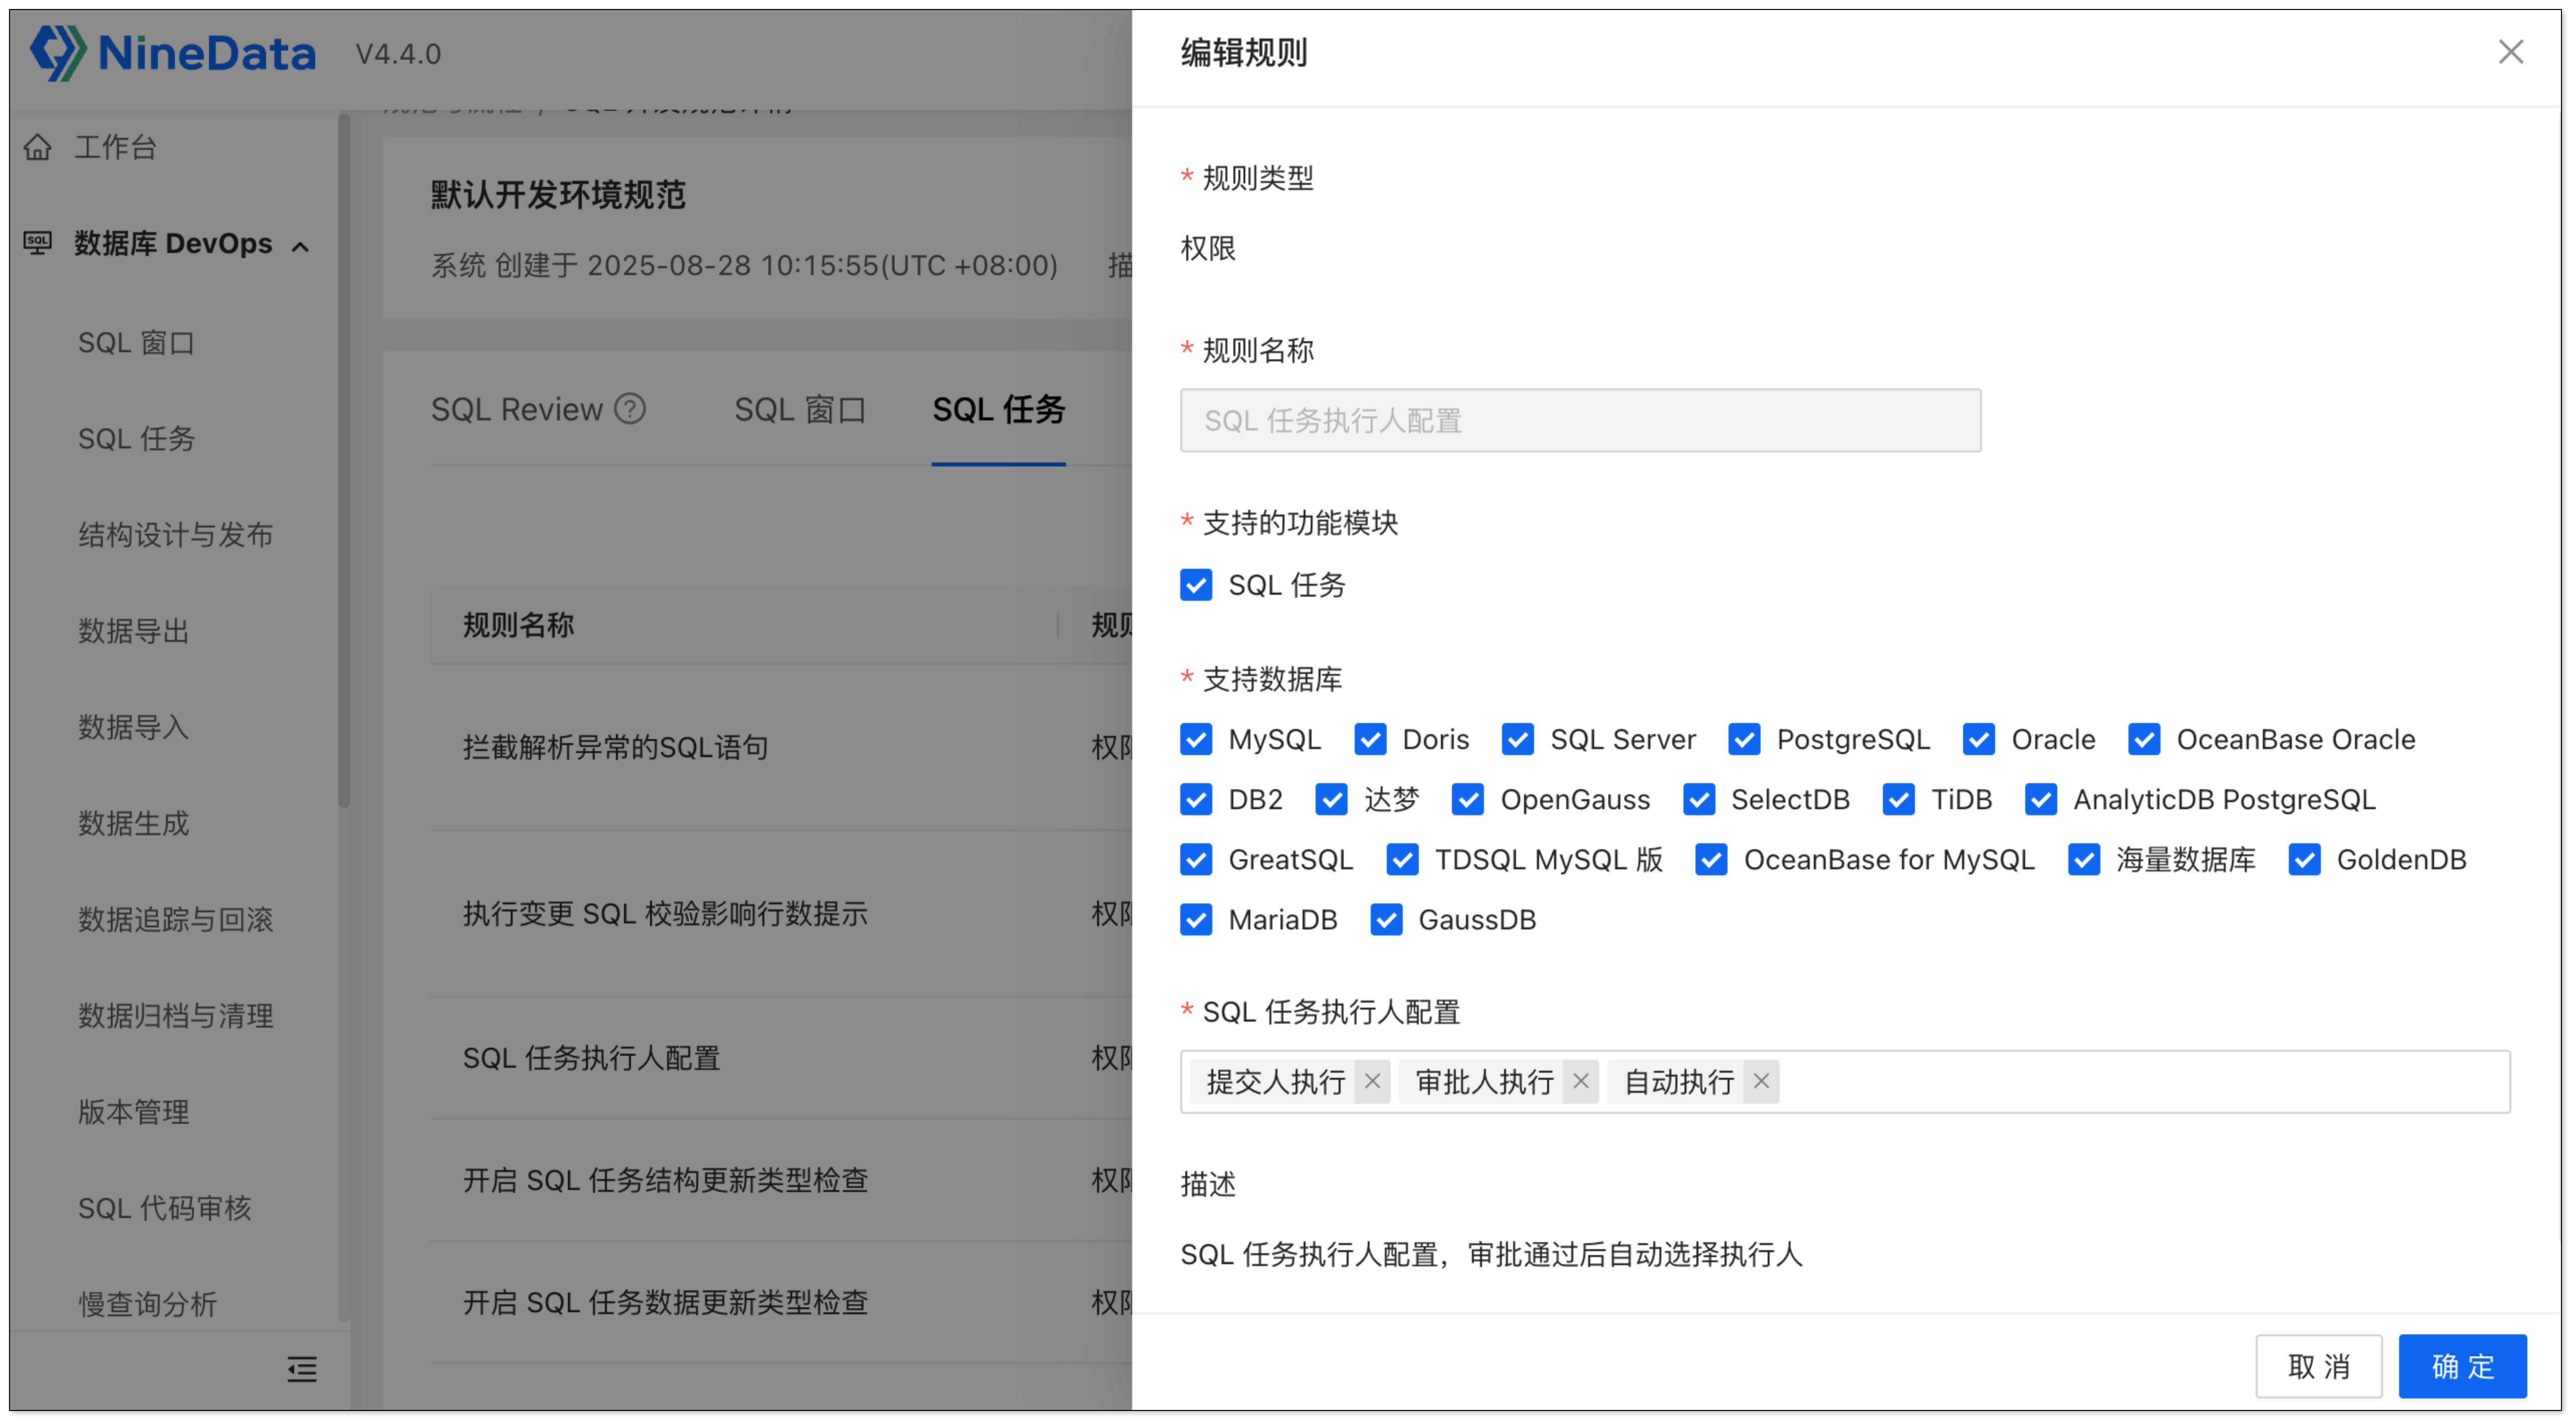 NineData V4.4.0
工作台
数据库 DevOps
SQL 窗口
SQL 任务
结构设计与发布
数据导出
数据导入
数据生成
数据追踪与回滚
数据归档与清理
版本管理
SQL 代码审核
慢查询分析
默认开发环境规范
系统 创建于 2025-08-28 10:15:55(UTC +08:00) 描
SQL Review SQL 窗口 SQL 任务
规则名称 规则
拦截解析异常的SQL语句 权限
执行变更 SQL 校验影响行数提示 权限
SQL 任务执行人配置 权限
开启 SQL 任务结构更新类型检查 权限
开启 SQL 任务数据更新类型检查 权限
编辑规则
* 规则类型
权限
* 规则名称
SQL 任务执行人配置
* 支持的功能模块
SQL 任务
* 支持数据库
MySQL Doris SQL Server PostgreSQL Oracle OceanBase Oracle
DB2 达梦 OpenGauss SelectDB TiDB AnalyticDB PostgreSQL
GreatSQL TDSQL MySQL 版 OceanBase for MySQL 海量数据库 GoldenDB
MariaDB GaussDB
* SQL 任务执行人配置
提交人执行 审批人执行 自动执行
描述
SQL 任务执行人配置，审批通过后自动选择执行人
取 消 确 定